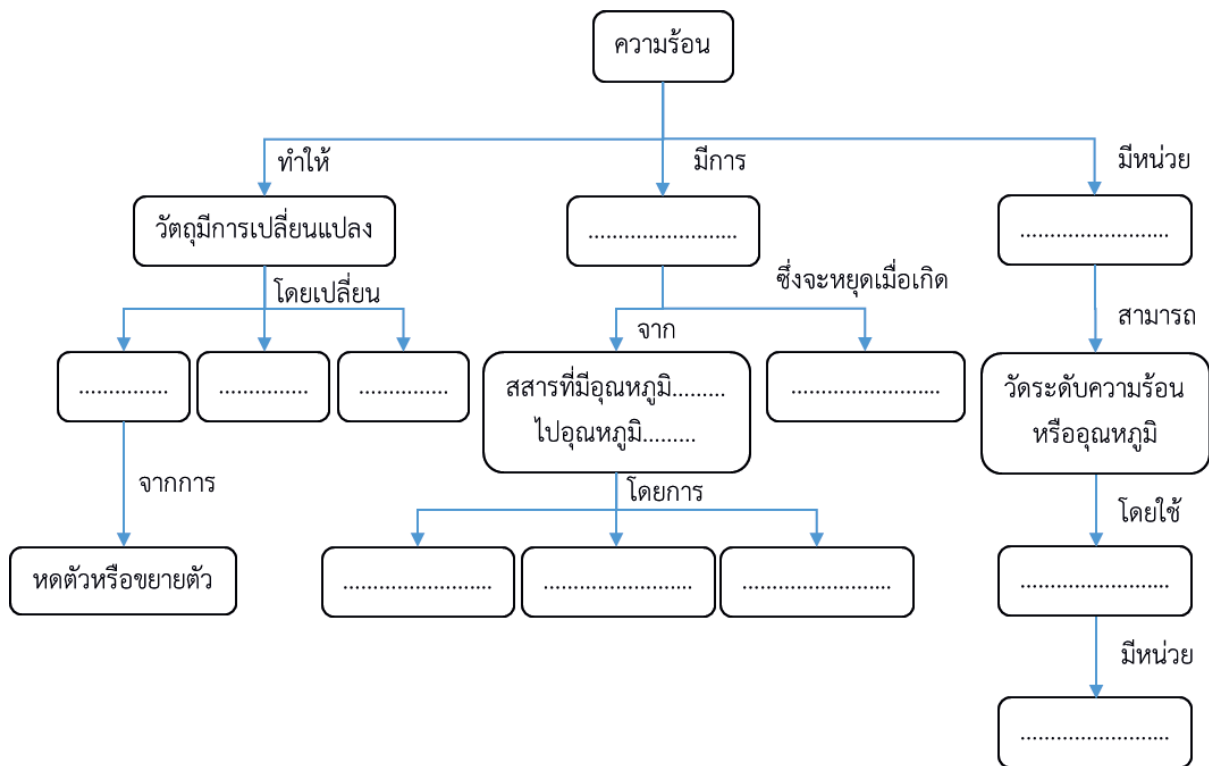 ความร้อน
ทำให้
มีการ
มีหน่วย
วัตถุมีการเปลี่ยนแปลง
..........................
..........................
โดยเปลี่ยน
ซึ่งจะหยุดเมื่อเกิด
จาก
สามารถ
................
................
................
สสารที่มีอุณหภูมิ.........
ไปอุณหภูมิ.........
..........................
วัดระดับความร้อน
หรืออุณหภูมิ
จากการ
โดยการ
โดยใช้
หดตัวหรือขยายตัว
..........................
..........................
..........................
..........................
มีหน่วย
..........................